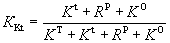 K_Kt = (K^t + R^P + K^0) / (K^T + K^t + R^P + K^0)